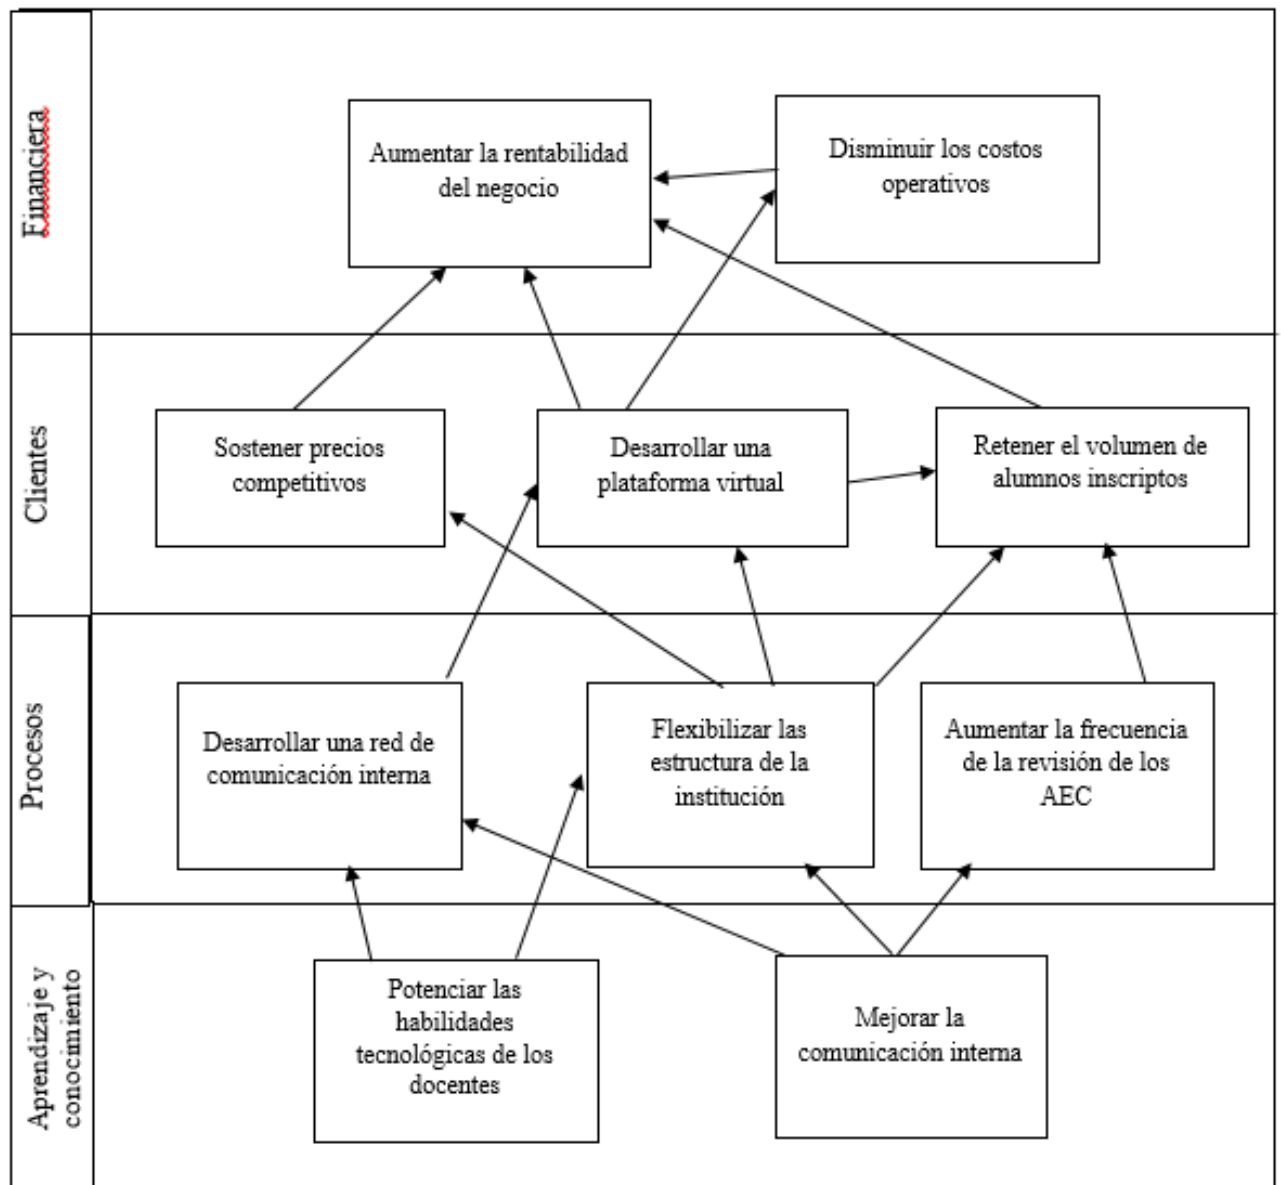 Financiera
Aumentar la rentabilidad
del negocio
Disminuir los costos
operativos
Clientes
Sostener precios
competitivos
Desarrollar una
plataforma virtual
Retener el volumen de
alumnos inscriptos
Procesos
Desarrollar una red de
comunicación interna
Flexibilizar las
estructura de la
institución
Aumentar la frecuencia
de la revisión de los
AEC
Aprendizaje y
conocimiento
Potenciar las
habilidades
tecnológicas de los
docentes
Mejorar la
comunicación interna